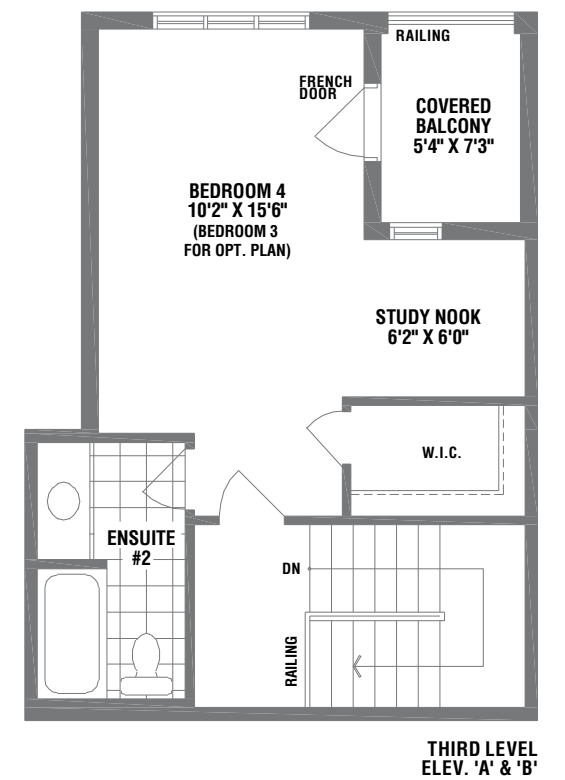 RAILING
FRENCH
DOOR
COVERED
BALCONY
5'4" X 7'3"
BEDROOM 4
10'2" X 15'6"
(BEDROOM 3
FOR OPT. PLAN)
STUDY NOOK
6'2" X 6'0"
W.I.C.
ENSUITE
#2
DN
RAILING
THIRD LEVEL
ELEV. 'A' & 'B'